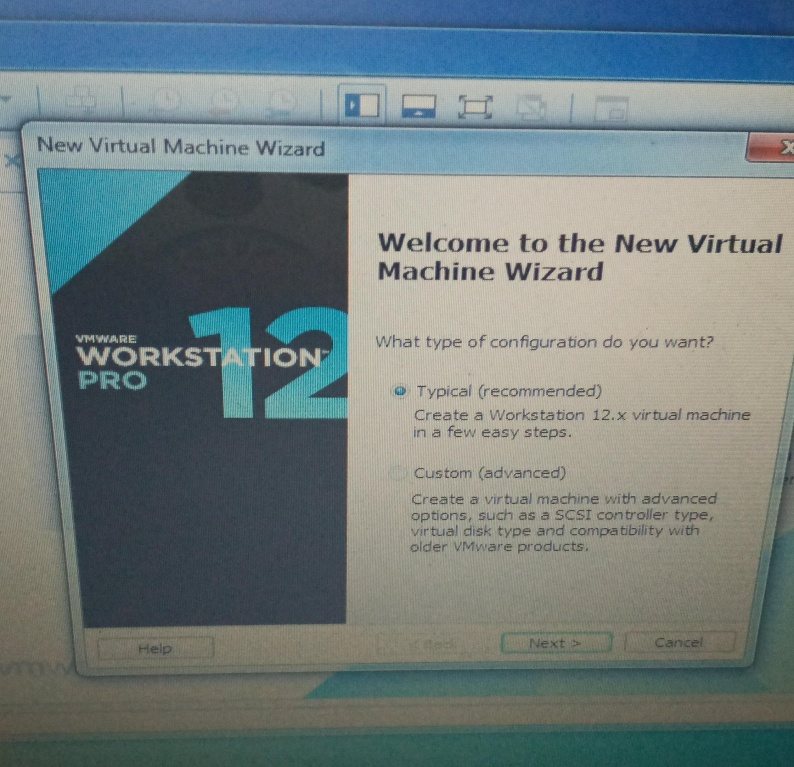 New Virtual Machine Wizard
VMWARE
WORKSTATION™
PRO
12
Welcome to the New Virtual
Machine Wizard
What type of configuration do you want?
Typical (recommended)
Create a Workstation 12.x virtual machine
in a few easy steps.
Custom (advanced)
Create a virtual machine with advanced
options, such as a SCSI controller type,
virtual disk type and compatibility with
older VMware products.
Help
Next >
Cancel